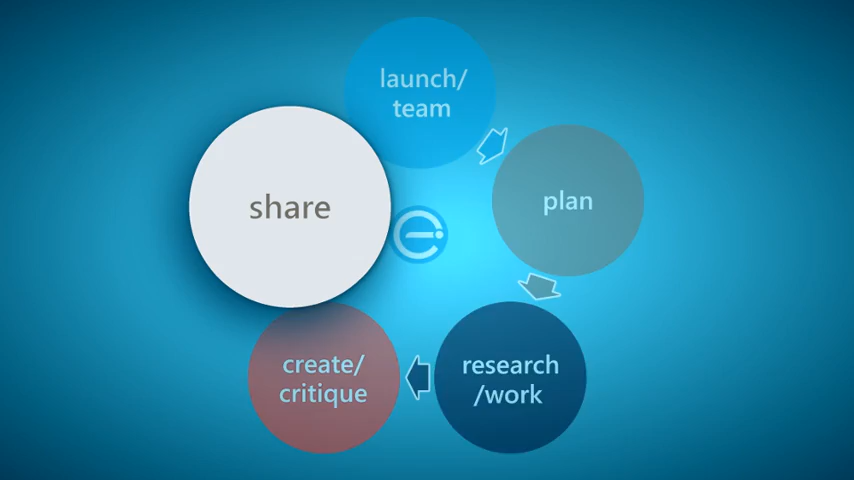 launch/
team
plan
research
/work
create/
critique
share